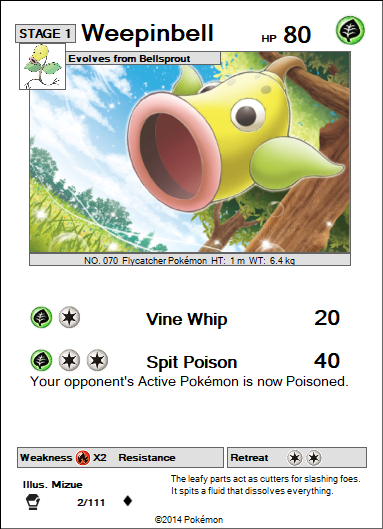 STAGE 1 Weepinbell HP 80
Evolves from Bellsprout
NO. 070 Flycatcher Pokémon HT: 1 m WT: 6.4 kg
Vine Whip 20
Spit Poison 40
Your opponent's Active Pokémon is now Poisoned.
Weakness X2 Resistance Retreat
Illus. Mizue
2/111
The leafy parts act as cutters for slashing foes.
It spits a fluid that dissolves everything.
©2014 Pokémon